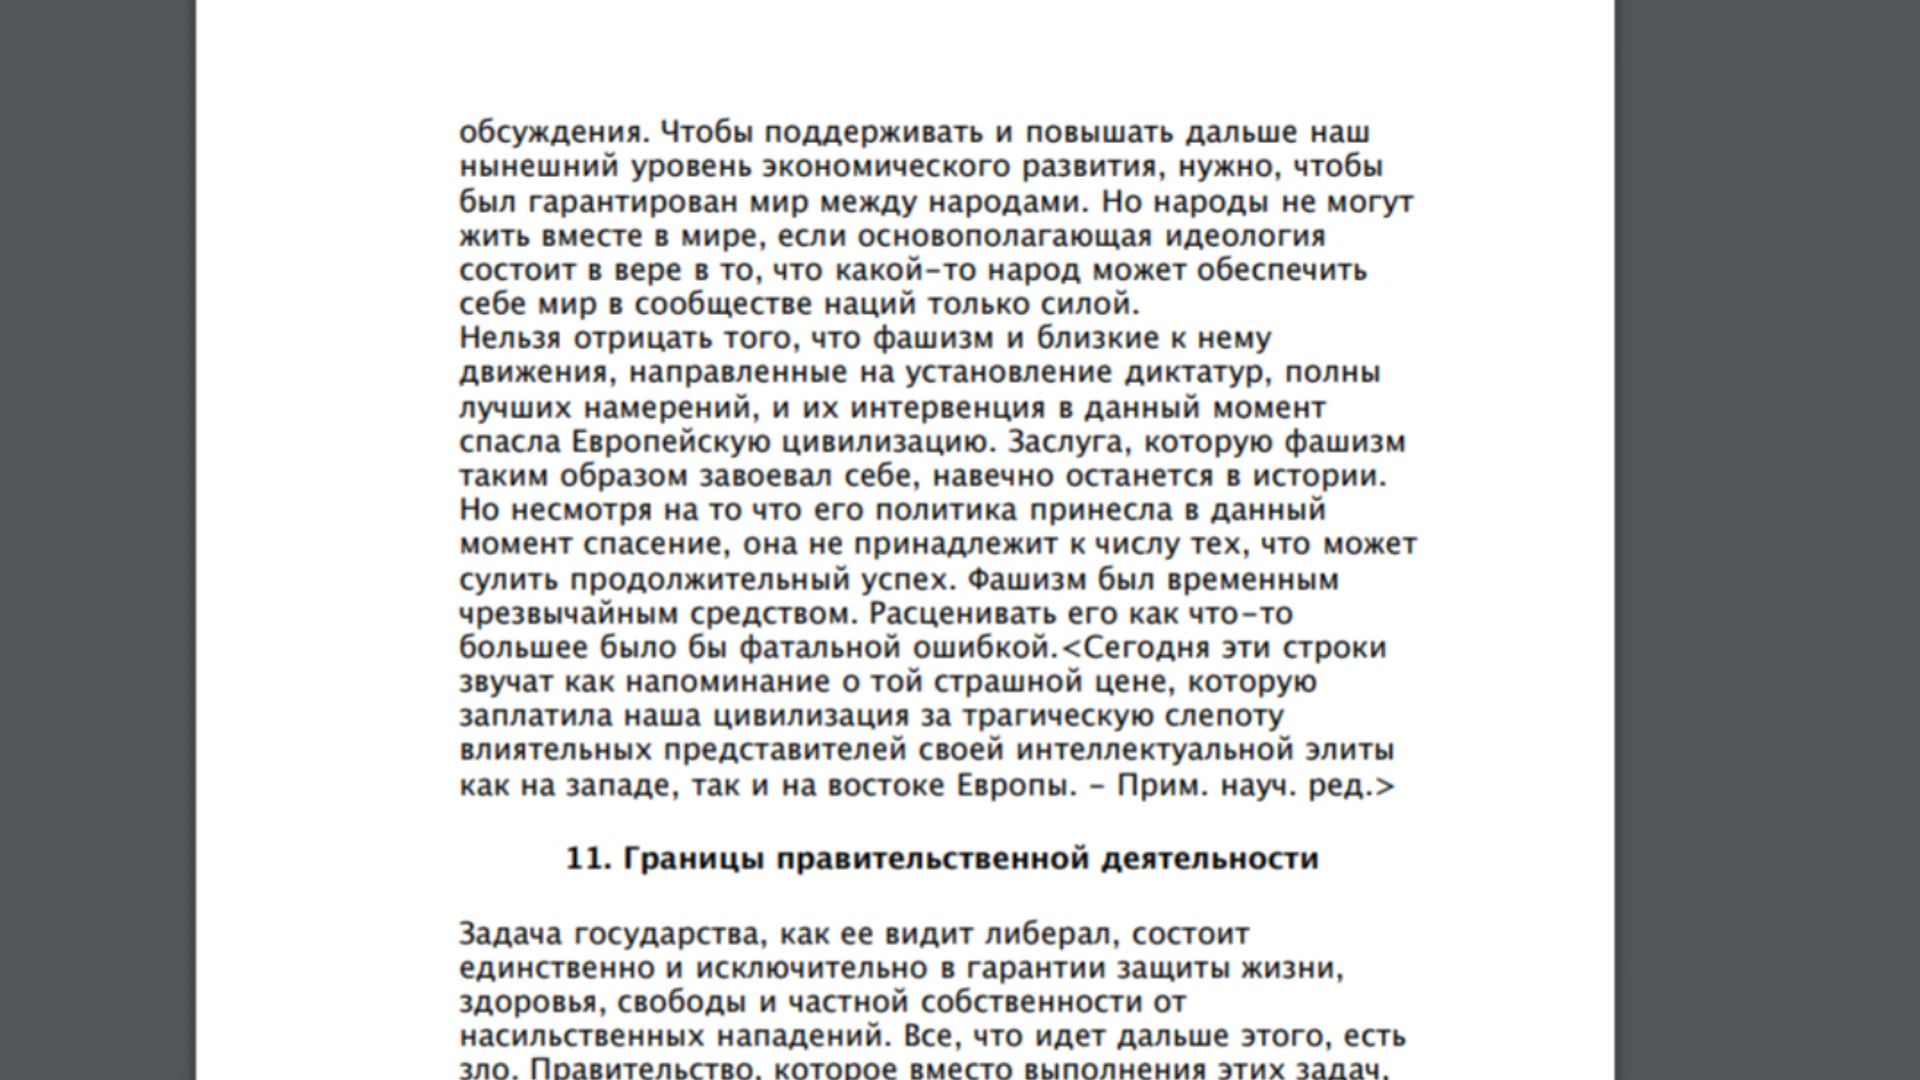 обсуждения. Чтобы поддерживать и повышать дальше наш
нынешний уровень экономического развития, нужно, чтобы
был гарантирован мир между народами. Но народы не могут
жить вместе в мире, если основополагающая идеология
состоит в вере в то, что какой-то народ может обеспечить
себе мир в сообществе наций только силой.
Нельзя отрицать того, что фашизм и близкие к нему
движения, направленные на установление диктатур, полны
лучших намерений, и их интервенция в данный момент
спасла Европейскую цивилизацию. Заслуга, которую фашизм
таким образом завоевал себе, навечно останется в истории.
Но несмотря на то что его политика принесла в данный
момент спасение, она не принадлежит к числу тех, что может
сулить продолжительный успех. Фашизм был временным
чрезвычайным средством. Расценивать его как что-то
большее было бы фатальной ошибкой.<Сегодня эти строки
звучат как напоминание о той страшной цене, которую
заплатила наша цивилизация за трагическую слепоту
влиятельных представителей своей интеллектуальной элиты
как на западе, так и на востоке Европы. – Прим. науч. ред.>
11. Границы правительственной деятельности
Задача государства, как ее видит либерал, состоит
единственно и исключительно в гарантии защиты жизни,
здоровья, свободы и частной собственности от
насильственных нападений. Все, что идет дальше этого, есть
зло. Правительство, которое вместо выполнения этих задач,